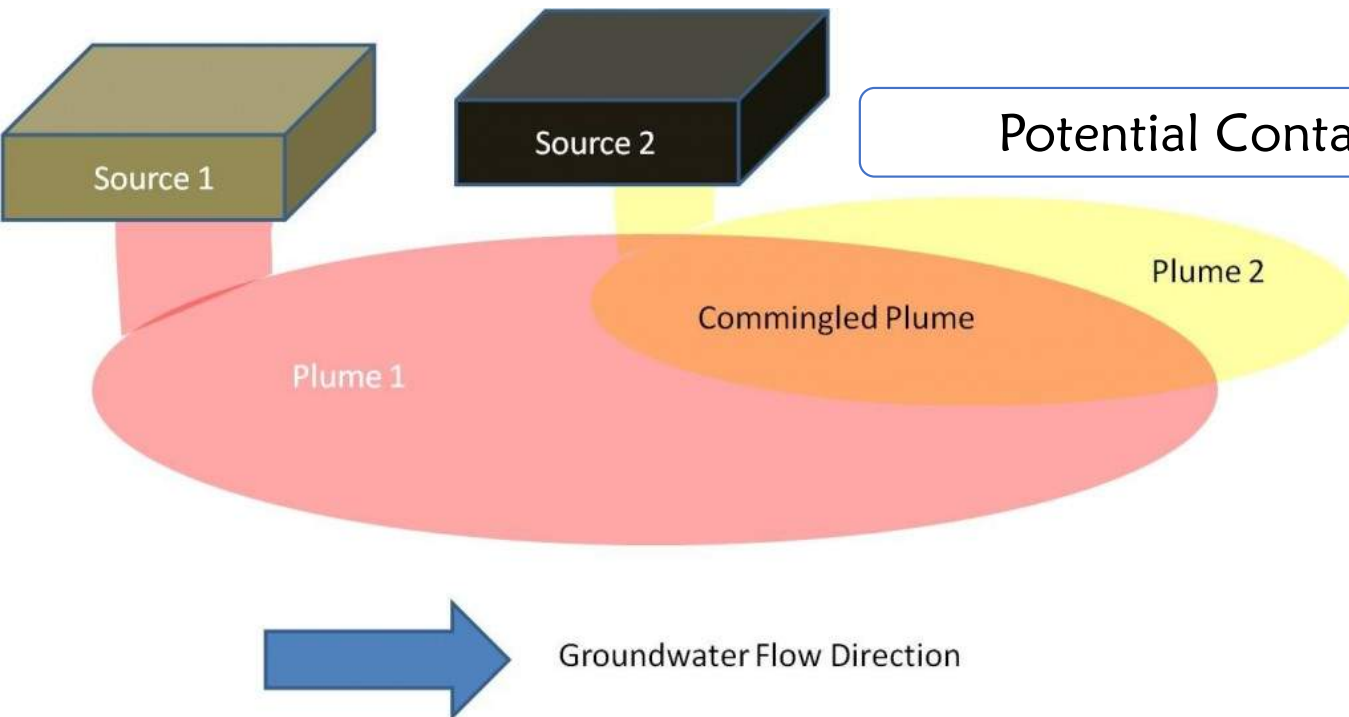 Source 1
Source 2
Potential Conta
Plume 2
Commingled Plume
Plume 1
Groundwater Flow Direction